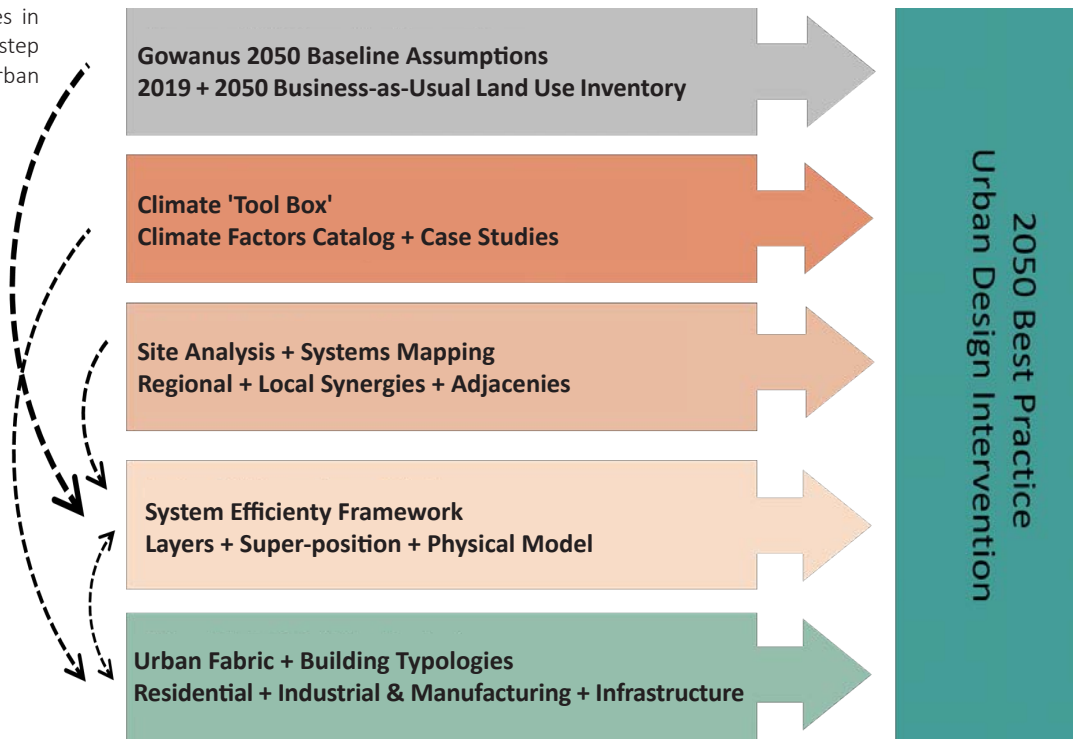 es in
step
rban
Gowanus 2050 Baseline Assumptions
2019 + 2050 Business-as-Usual Land Use Inventory
Climate 'Tool Box'
Climate Factors Catalog + Case Studies
Site Analysis + Systems Mapping
Regional + Local Synergies + Adjacenies
System Efficienty Framework
Layers + Super-position + Physical Model
Urban Fabric + Building Typologies
Residential + Industrial & Manufacturing + Infrastructure
2050 Best Practice
Urban Design Intervention